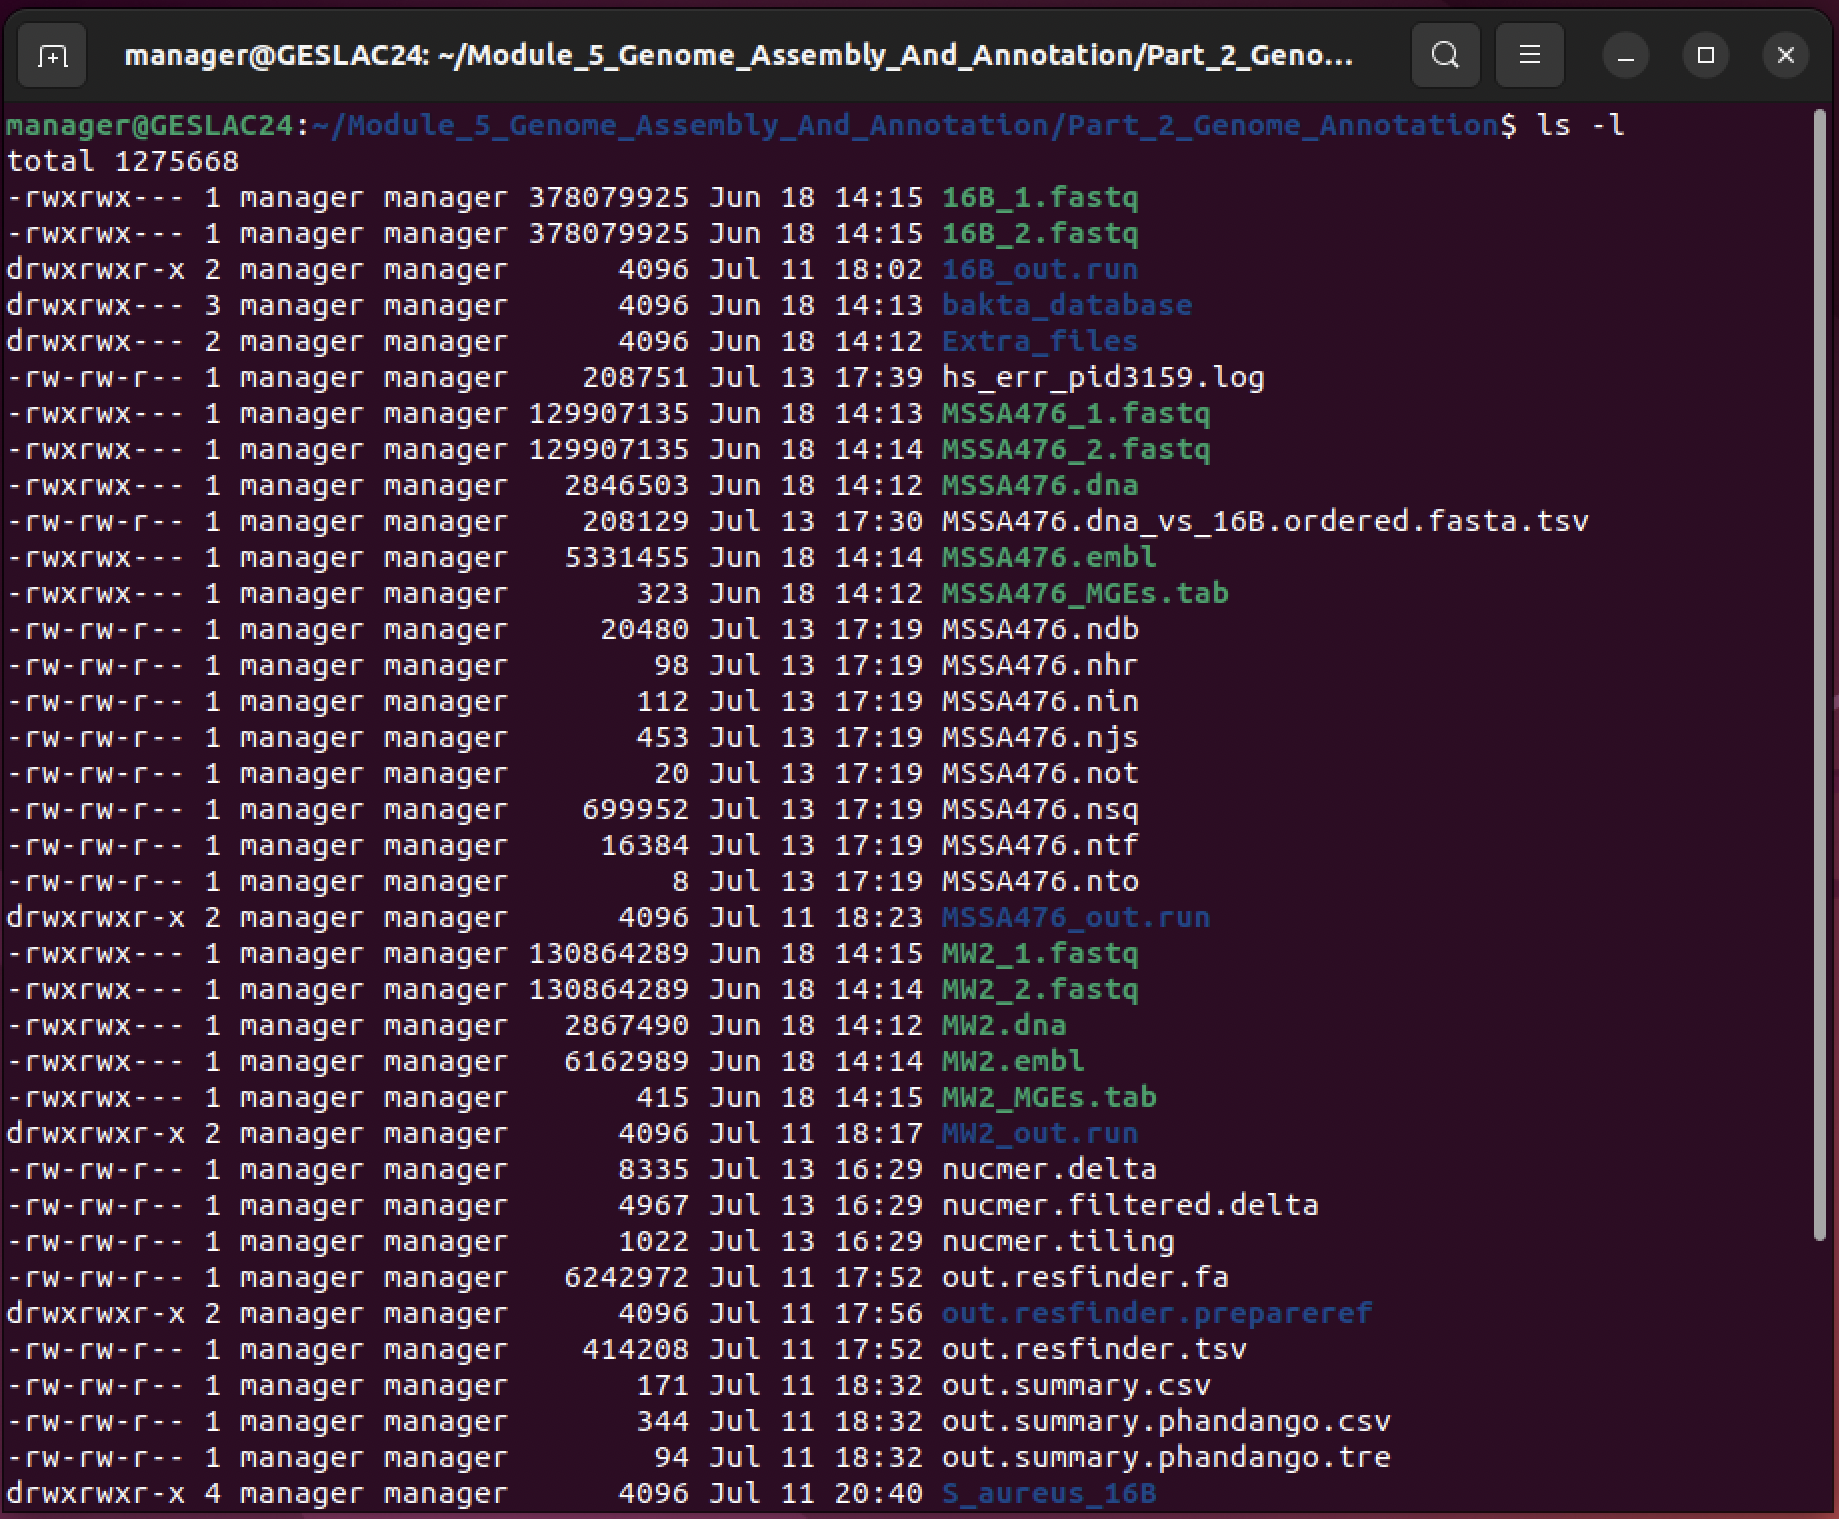 manager@GESLAC24: ~/Module_5_Genome_Assembly_And_Annotation/Part_2_Geno...
manager@GESLAC24:~/Module_5_Genome_Assembly_And_Annotation/Part_2_Genome_Annotation$ ls -l
total 1275668
-rwxrwx--- 1 manager manager 378079925 Jun 18 14:15 16B_1.fastq
-rwxrwx--- 1 manager manager 378079925 Jun 18 14:15 16B_2.fastq
drwxrwxr-x 2 manager manager      4096 Jul 11 18:02 16B_out.run
drwxrwx--- 3 manager manager      4096 Jun 18 14:13 bakta_database
drwxrwx--- 2 manager manager      4096 Jun 18 14:12 Extra_files
-rw-rw-r-- 1 manager manager    208751 Jul 13 17:39 hs_err_pid3159.log
-rwxrwx--- 1 manager manager 129907135 Jun 18 14:13 MSSA476_1.fastq
-rwxrwx--- 1 manager manager 129907135 Jun 18 14:14 MSSA476_2.fastq
-rwxrwx--- 1 manager manager   2846503 Jun 18 14:12 MSSA476.dna
-rw-rw-r-- 1 manager manager    208129 Jul 13 17:30 MSSA476.dna_vs_16B.ordered.fasta.tsv
-rwxrwx--- 1 manager manager   5331455 Jun 18 14:14 MSSA476.embl
-rwxrwx--- 1 manager manager       323 Jun 18 14:12 MSSA476_MGEs.tab
-rw-rw-r-- 1 manager manager     20480 Jul 13 17:19 MSSA476.ndb
-rw-rw-r-- 1 manager manager        98 Jul 13 17:19 MSSA476.nhr
-rw-rw-r-- 1 manager manager       112 Jul 13 17:19 MSSA476.nin
-rw-rw-r-- 1 manager manager       453 Jul 13 17:19 MSSA476.njs
-rw-rw-r-- 1 manager manager        20 Jul 13 17:19 MSSA476.not
-rw-rw-r-- 1 manager manager    699952 Jul 13 17:19 MSSA476.nsq
-rw-rw-r-- 1 manager manager     16384 Jul 13 17:19 MSSA476.ntf
-rw-rw-r-- 1 manager manager         8 Jul 13 17:19 MSSA476.nto
drwxrwxr-x 2 manager manager      4096 Jul 11 18:23 MSSA476_out.run
-rwxrwx--- 1 manager manager 130864289 Jun 18 14:15 MW2_1.fastq
-rwxrwx--- 1 manager manager 130864289 Jun 18 14:14 MW2_2.fastq
-rwxrwx--- 1 manager manager   2867490 Jun 18 14:12 MW2.dna
-rwxrwx--- 1 manager manager   6162989 Jun 18 14:14 MW2.embl
-rwxrwx--- 1 manager manager       415 Jun 18 14:15 MW2_MGEs.tab
drwxrwxr-x 2 manager manager      4096 Jul 11 18:17 MW2_out.run
-rw-rw-r-- 1 manager manager      8335 Jul 13 16:29 nucmer.delta
-rw-rw-r-- 1 manager manager      4967 Jul 13 16:29 nucmer.filtered.delta
-rw-rw-r-- 1 manager manager      1022 Jul 13 16:29 nucmer.tiling
-rw-rw-r-- 1 manager manager   6242972 Jul 11 17:52 out.resfinder.fa
drwxrwxr-x 2 manager manager      4096 Jul 11 17:56 out.resfinder.prepareref
-rw-rw-r-- 1 manager manager    414208 Jul 11 17:52 out.resfinder.tsv
-rw-rw-r-- 1 manager manager       171 Jul 11 18:32 out.summary.csv
-rw-rw-r-- 1 manager manager       344 Jul 11 18:32 out.summary.phandango.csv
-rw-rw-r-- 1 manager manager        94 Jul 11 18:32 out.summary.phandango.tre
drwxrwxr-x 4 manager manager      4096 Jul 11 20:40 S_aureus_16B